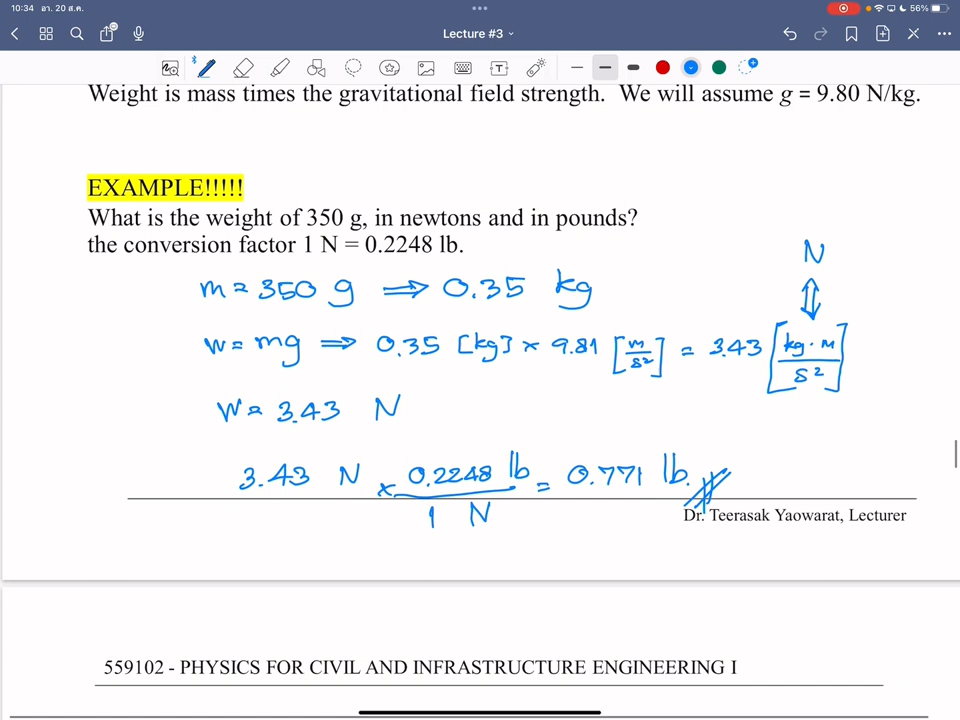 10:34 อา. 20 ส.ค.
56%
Lecture #3
Weight is mass times the gravitational field strength. We will assume g = 9.80 N/kg.
EXAMPLE!!!!!
What is the weight of 350 g, in newtons and in pounds?
the conversion factor 1 N = 0.2248 lb.
N
m = 350 g ⇒ 0.35 kg
w = mg ⇒ 0.35 [kg] × 9.81 [m/s²] = 3.43 [kg·m/s²]
W = 3.43 N
3.43 N × 0.2248 lb / 1 N = 0.771 lb.
Dr. Teerasak Yaowarat, Lecturer
559102 - PHYSICS FOR CIVIL AND INFRASTRUCTURE ENGINEERING I